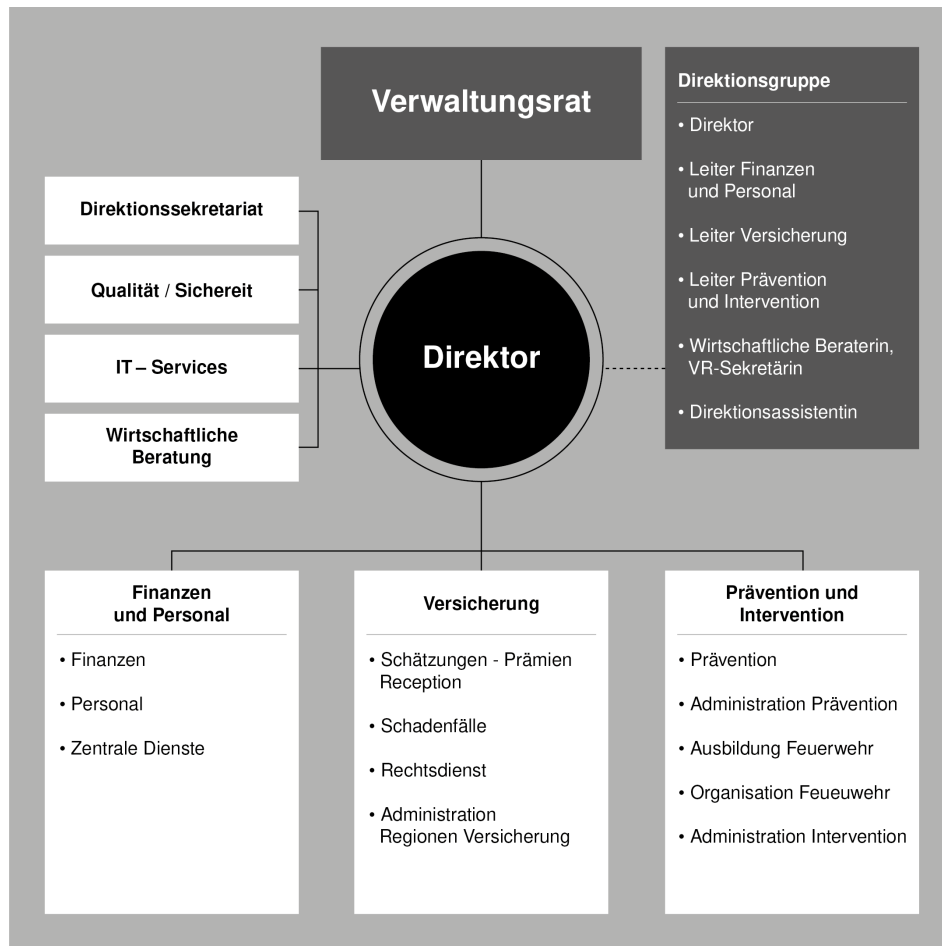 Verwaltungsrat
Direktionsgruppe
• Direktor
• Leiter Finanzen
und Personal
• Leiter Versicherung
• Leiter Prävention
und Intervention
• Wirtschaftliche Beraterin,
VR-Sekretärin
• Direktionsassistentin
Direktionssekretariat
Qualität / Sichereit
IT – Services
Wirtschaftliche
Beratung
Direktor
Finanzen
und Personal
• Finanzen
• Personal
• Zentrale Dienste
Versicherung
• Schätzungen - Prämien
Reception
• Schadenfälle
• Rechtsdienst
• Administration
Regionen Versicherung
Prävention und
Intervention
• Prävention
• Administration Prävention
• Ausbildung Feuerwehr
• Organisation Feueuwehr
• Administration Intervention